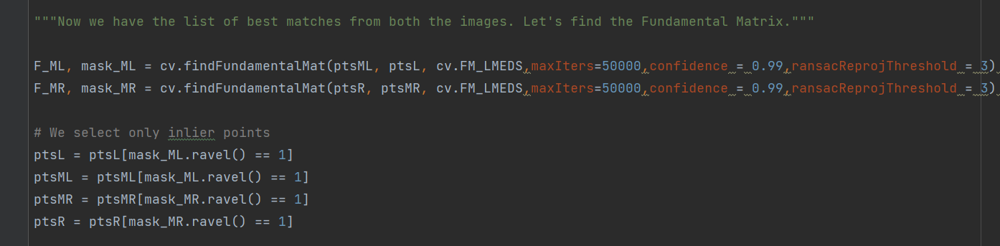 """Now we have the list of best matches from both the images. Let's find the Fundamental Matrix."""
F_ML, mask_ML = cv.findFundamentalMat(ptsML, ptsL, cv.FM_LMEDS,maxIters=50000,confidence = 0.99,ransacReprojThreshold = 3)
F_MR, mask_MR = cv.findFundamentalMat(ptsR, ptsMR, cv.FM_LMEDS,maxIters=50000,confidence = 0.99,ransacReprojThreshold = 3)
# We select only inlier points
ptsL = ptsL[mask_ML.ravel() == 1]
ptsML = ptsML[mask_ML.ravel() == 1]
ptsMR = ptsMR[mask_MR.ravel() == 1]
ptsR = ptsR[mask_MR.ravel() == 1]